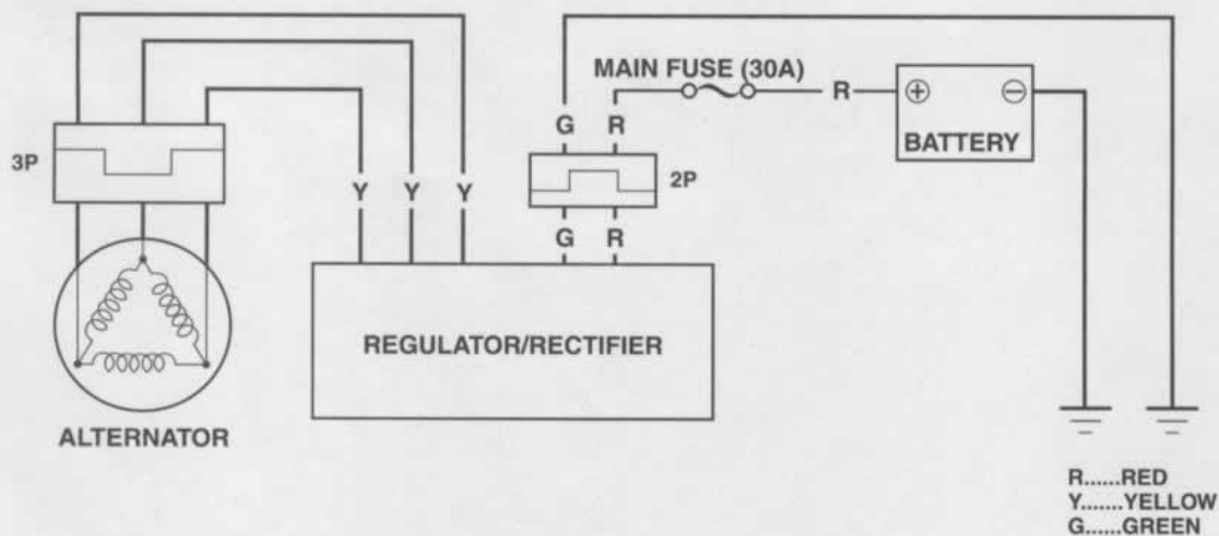 MAIN FUSE (30A)
R
+ −
BATTERY
G R
3P
2P
Y Y Y
G R
REGULATOR/RECTIFIER
ALTERNATOR
R......RED
Y.......YELLOW
G......GREEN